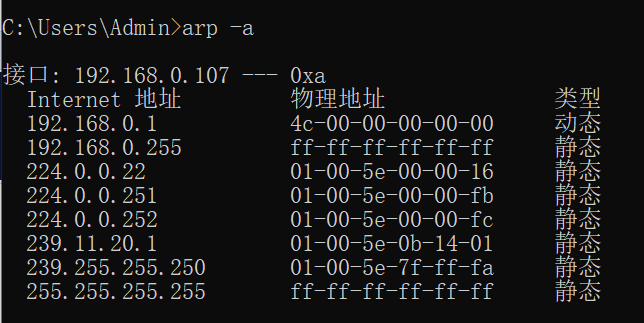 C:\Users\Admin>arp -a
接口: 192.168.0.107 --- 0xa
Internet 地址 物理地址 类型
192.168.0.1 4c-00-00-00-00-00 动态
192.168.0.255 ff-ff-ff-ff-ff-ff 静态
224.0.0.22 01-00-5e-00-00-16 静态
224.0.0.251 01-00-5e-00-00-fb 静态
224.0.0.252 01-00-5e-00-00-fc 静态
239.11.20.1 01-00-5e-0b-14-01 静态
239.255.255.250 01-00-5e-7f-ff-fa 静态
255.255.255.255 ff-ff-ff-ff-ff-ff 静态